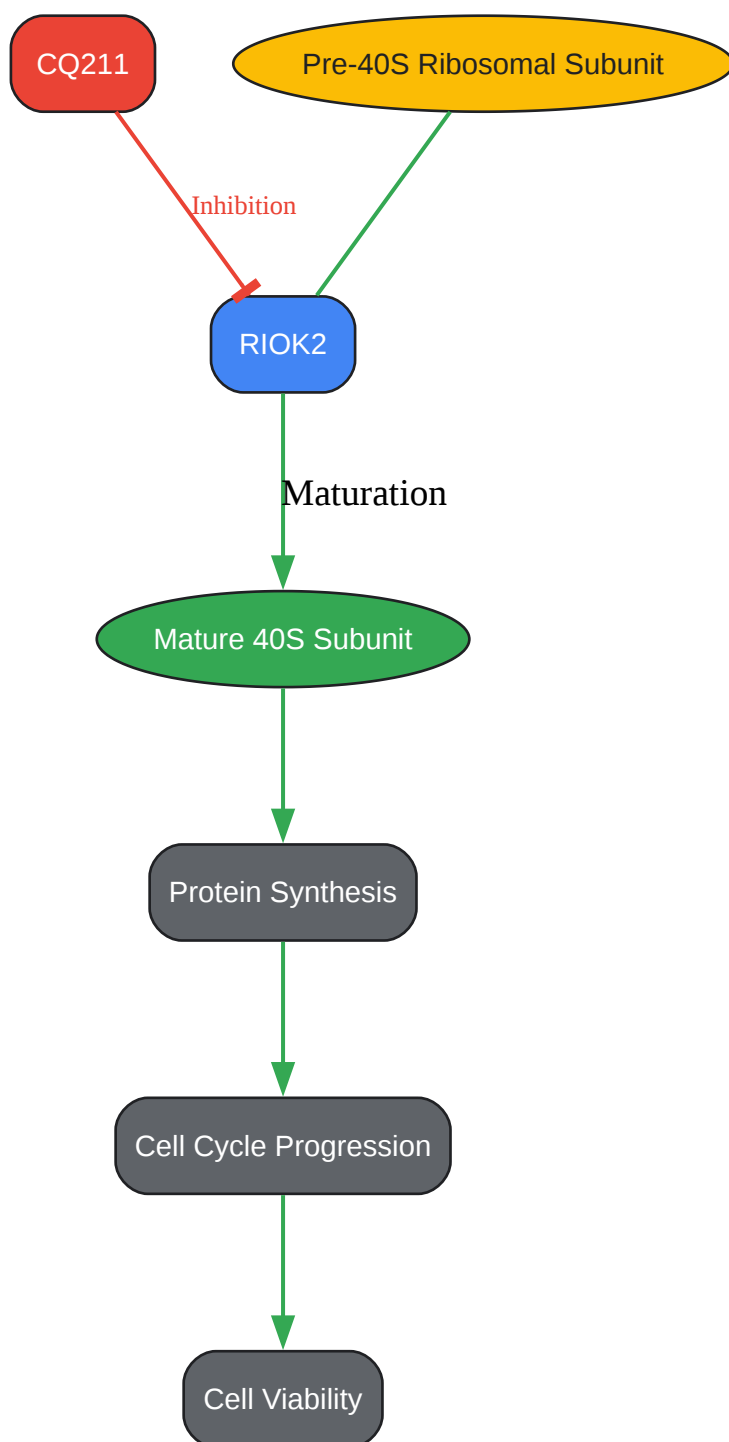 CQ211
Pre-40S Ribosomal Subunit
Inhibition
RIOK2
Maturation
Mature 40S Subunit
Protein Synthesis
Cell Cycle Progression
Cell Viability